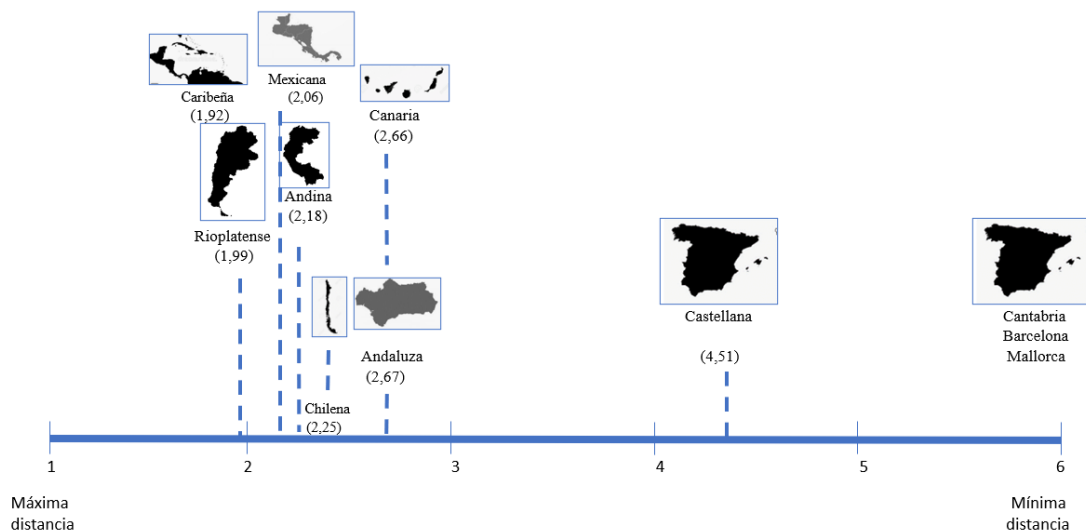 Caribeña
(1,92)
Mexicana
(2,06)
Canaria
(2,66)
Rioplatense
(1,99)
Andina
(2,18)
Chilena
(2,25)
Andaluza
(2,67)
Castellana
(4,51)
Cantabria
Barcelona
Mallorca
1
2
3
4
5
6
Máxima
distancia
Mínima
distancia